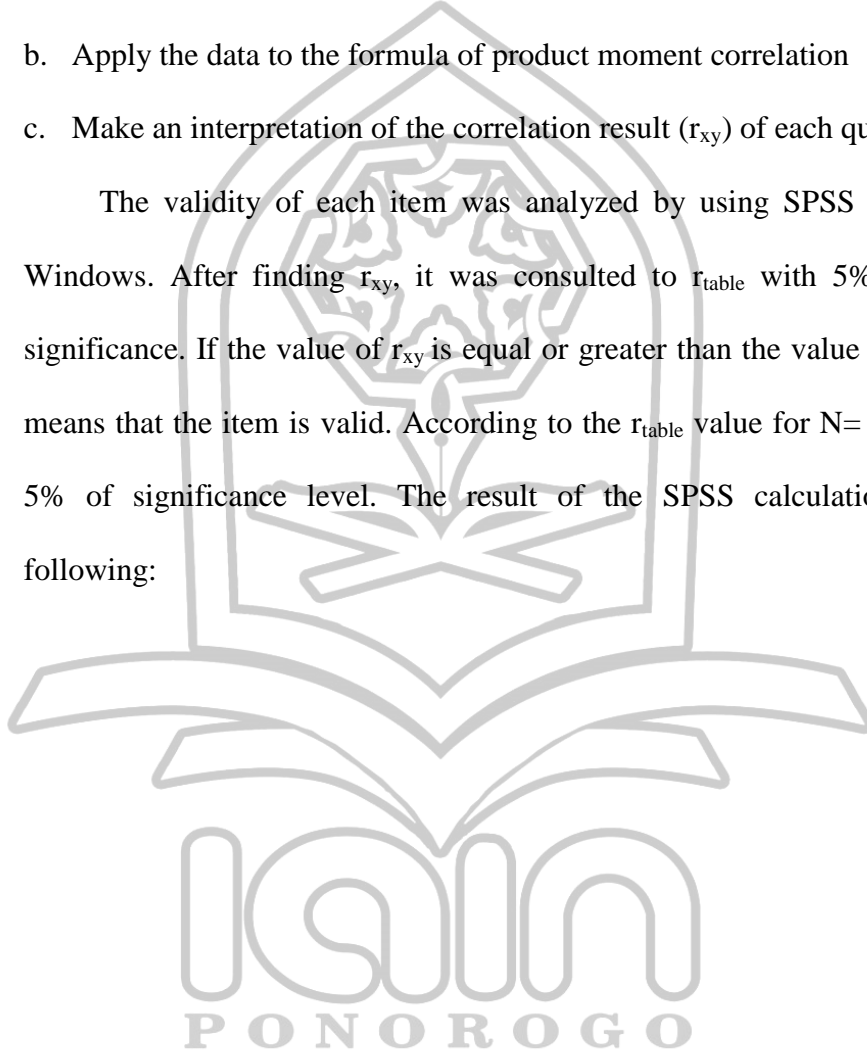 b. Apply the data to the formula of product moment correlation
c. Make an interpretation of the correlation result (rxy) of each qu
The validity of each item was analyzed by using SPSS
Windows. After finding rxy, it was consulted to rtable with 5%
significance. If the value of rxy is equal or greater than the value
means that the item is valid. According to the rtable value for N=
5% of significance level. The result of the SPSS calculatio
following:
iain
PONOROGO